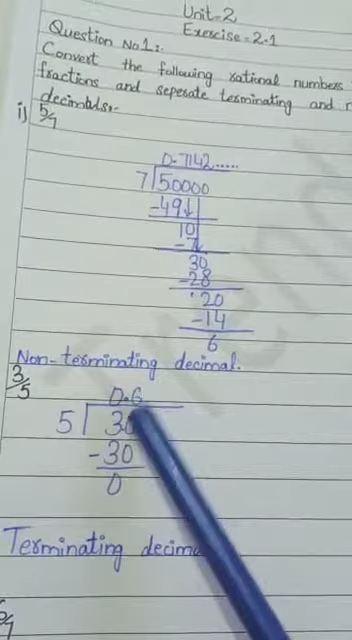 Unit=2
Exercise=2.1
Question No1:
Convert the following rational numbers
fractions and seperate terminating and
decimals:-
i) 5/7
0.7142.....
7 50000
-49
10
-7
30
-28
20
-14
6
Non-terminating decimal.
3/5
0.6
5 30
-30
0
Terminating decima